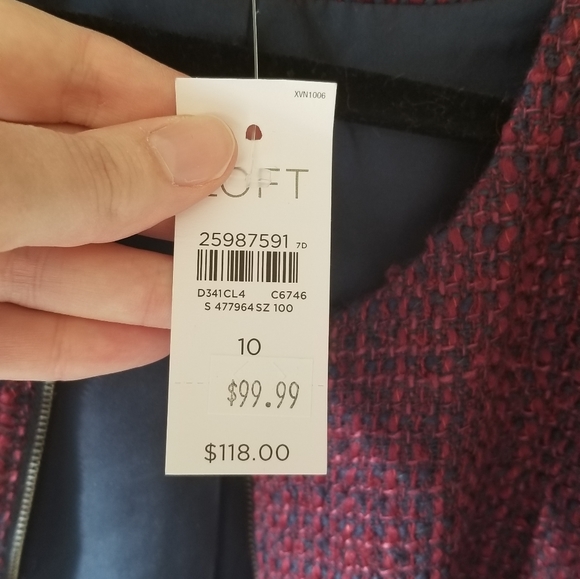 XVN1006
LOFT
25987591 7D
D341CL4 C6746
S 477964 SZ 100
10
$99.99
$118.00